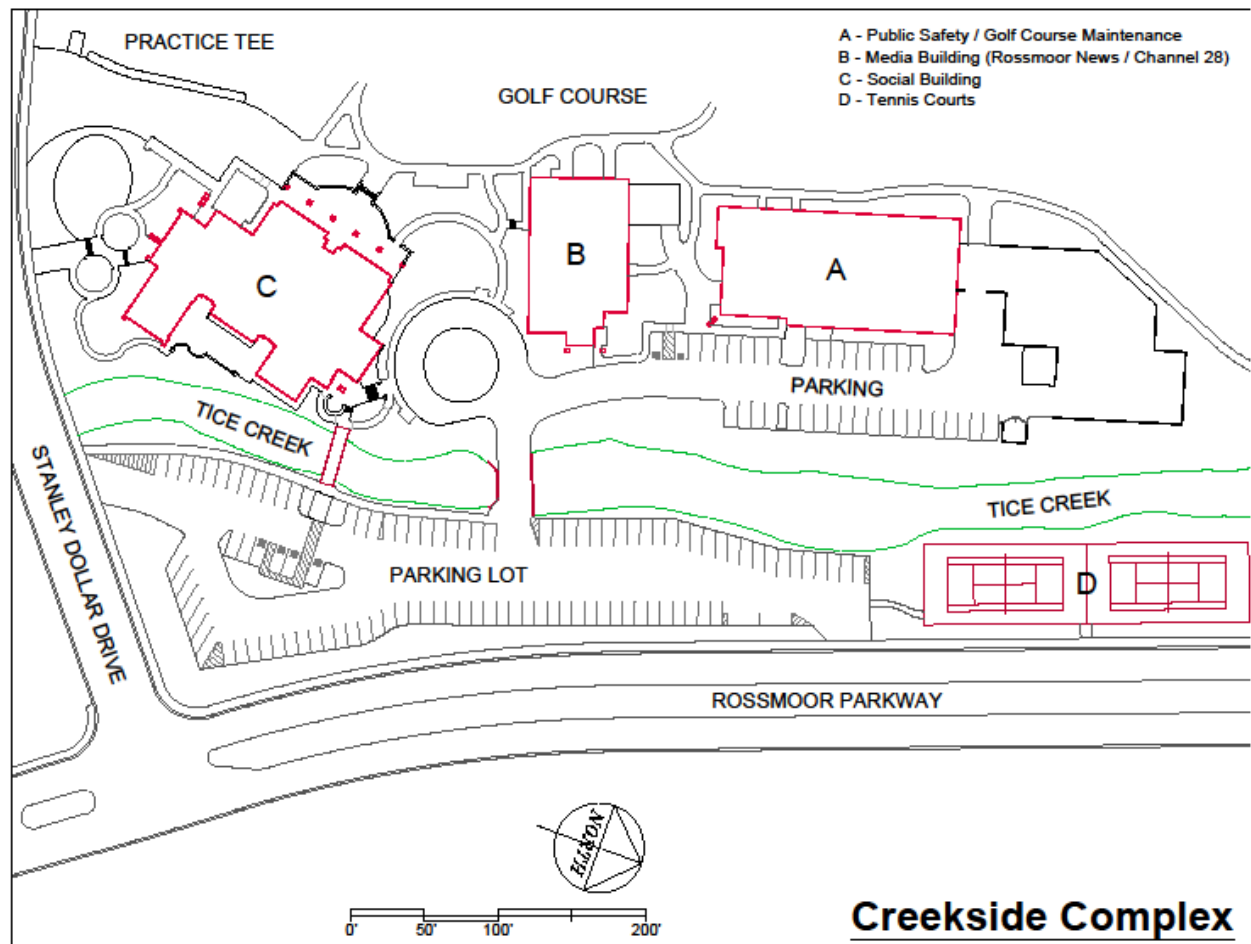 PRACTICE TEE
A - Public Safety / Golf Course Maintenance
B - Media Building (Rossmoor News / Channel 28)
C - Social Building
D - Tennis Courts
GOLF COURSE
B
A
C
PARKING
TICE CREEK
STANLEY DOLLAR DRIVE
TICE CREEK
PARKING LOT
D
ROSSMOOR PARKWAY
NORTH
0' 50' 100' 200'
Creekside Complex